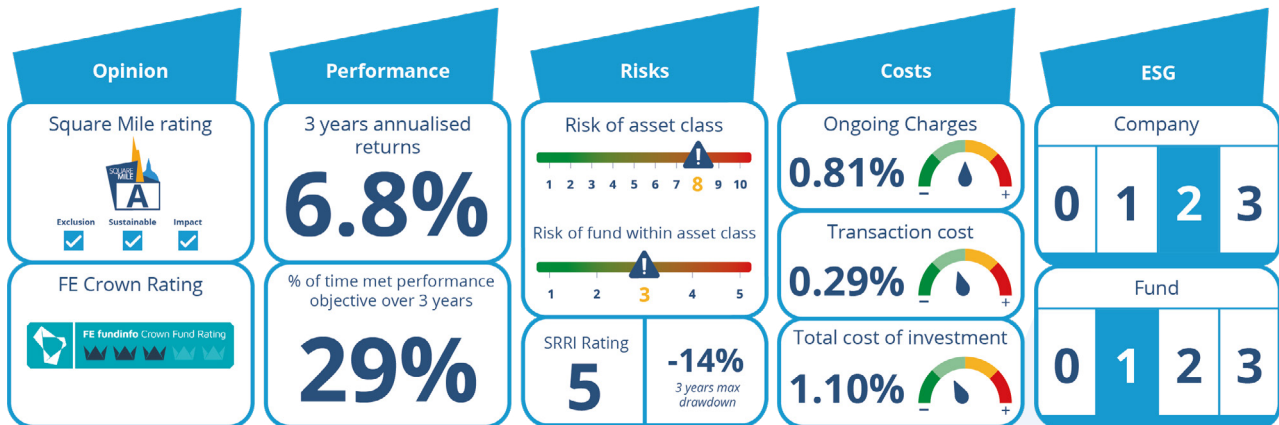 Opinion
Square Mile rating
SQUARE
MILE
A
Exclusion Sustainable Impact
FE Crown Rating
FE fundinfo Crown Fund Rating
Performance
3 years annualised
returns
6.8%
% of time met performance
objective over 3 years
29%
Risks
Risk of asset class
!
1 2 3 4 5 6 7 8 9 10
Risk of fund within asset class
!
1 2 3 4 5
SRRI Rating
5
-14%
3 years max
drawdown
Costs
Ongoing Charges
0.81%
- +
Transaction cost
0.29%
- +
Total cost of investment
1.10%
- +
ESG
Company
0 1 2 3
Fund
0 1 2 3